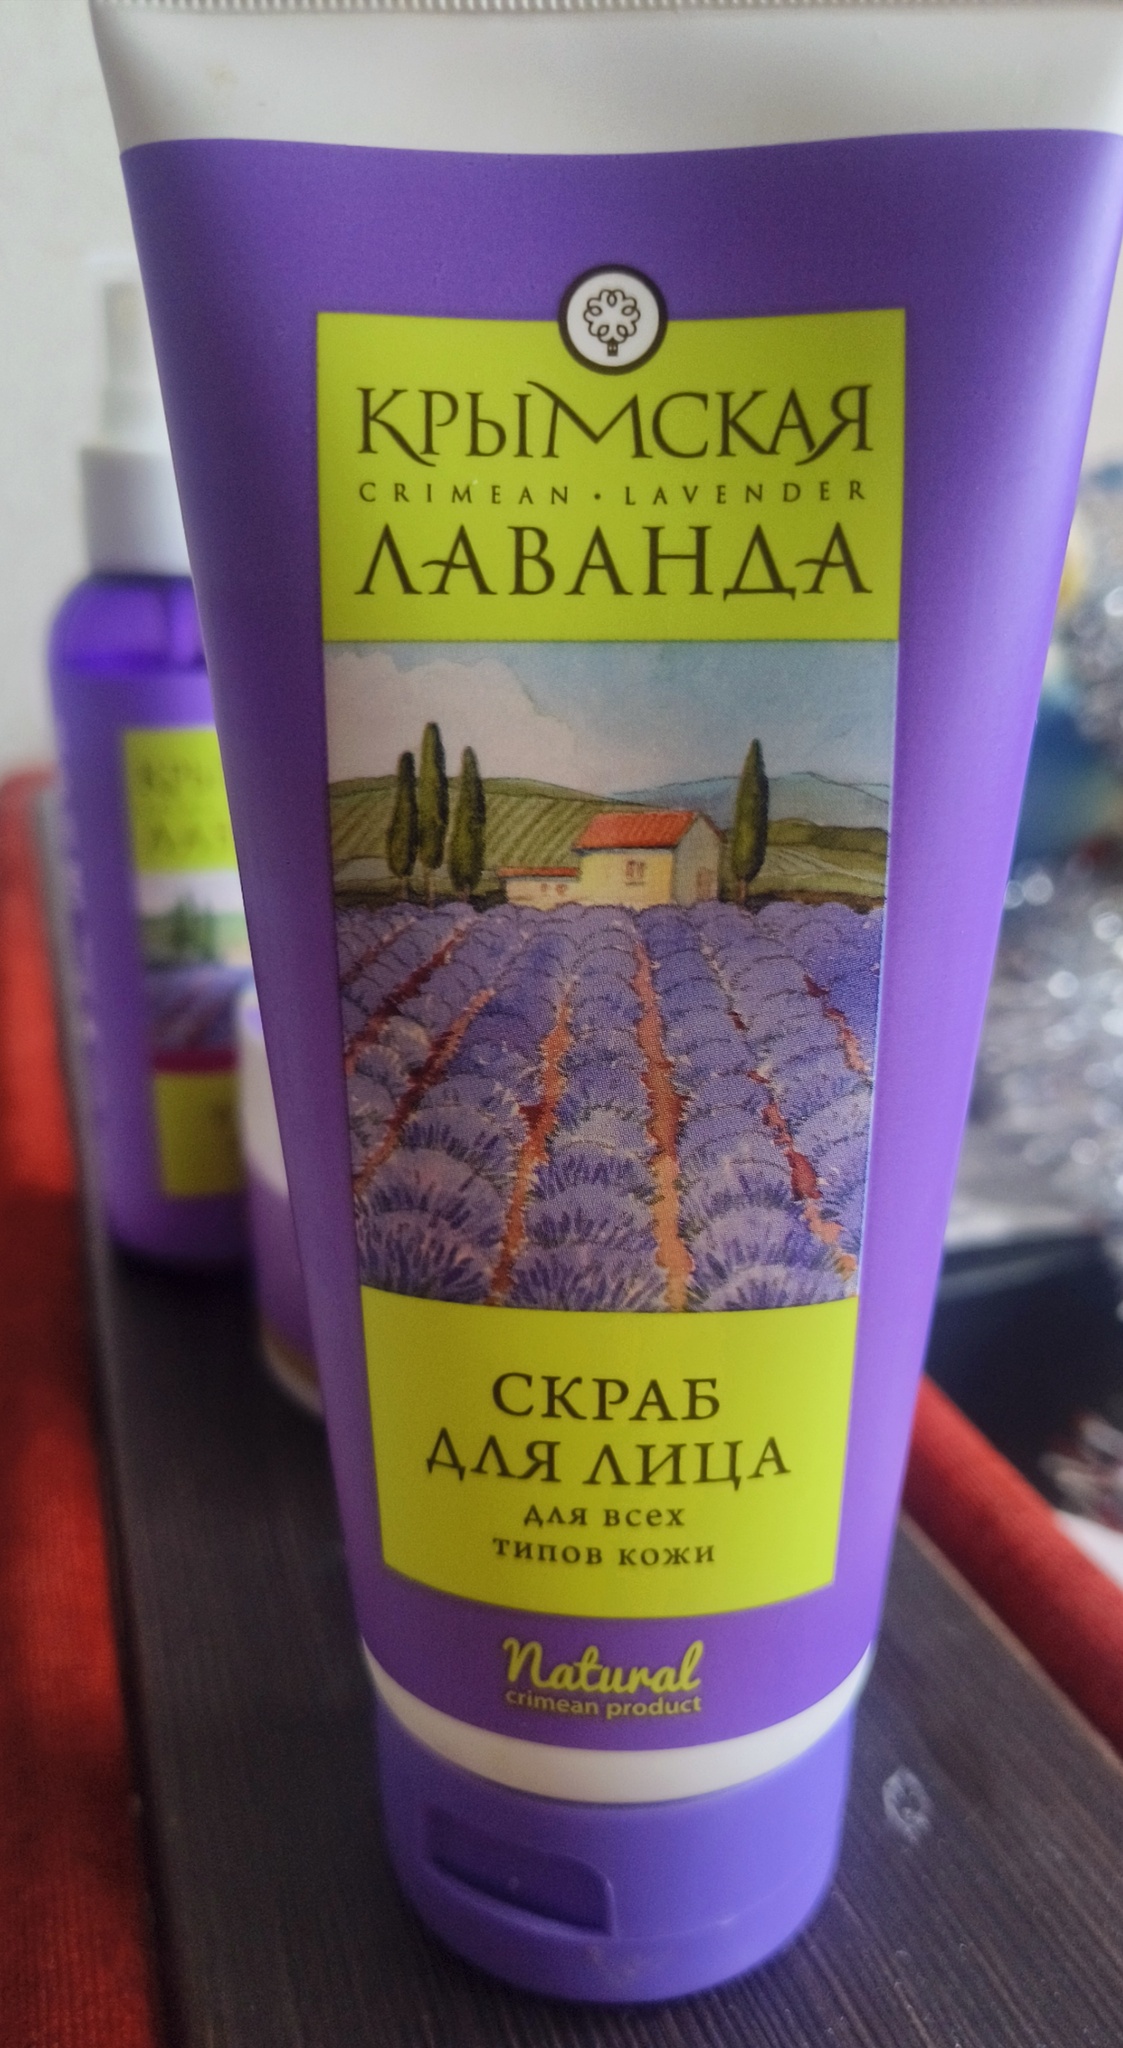 КРЫМСКАЯ
CRIMEAN • LAVENDER
ЛАВАНДА
СКРАБ
ДЛЯ ЛИЦА
для всех
типов кожи
Natural
crimean product